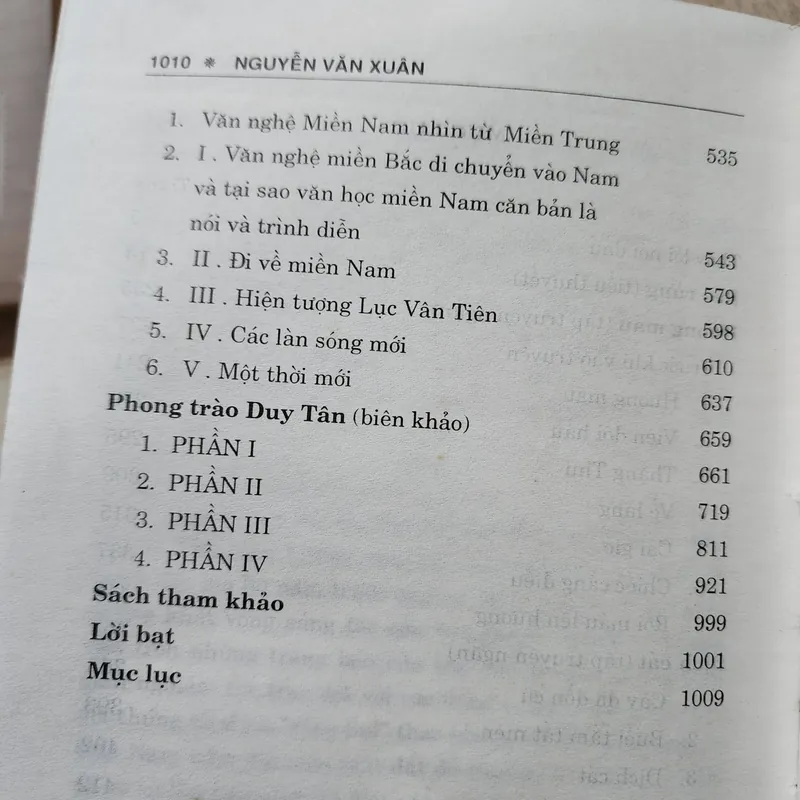 1010 ❋ NGUYỄN VĂN XUÂN
1. Văn nghệ Miền Nam nhìn từ Miền Trung 535
2. I . Văn nghệ miền Bắc di chuyển vào Nam
và tại sao văn học miền Nam căn bản là
nói và trình diễn 543
3. II . Đi về miền Nam 579
4. III . Hiện tượng Lục Vân Tiên 598
5. IV . Các làn sóng mới 610
6. V . Một thời mới 637
Phong trào Duy Tân (biên khảo) 659
1. PHẦN I 661
2. PHẦN II 719
3. PHẦN III 811
4. PHẦN IV 921
Sách tham khảo 999
Lời bạt 1001
Mục lục 1009